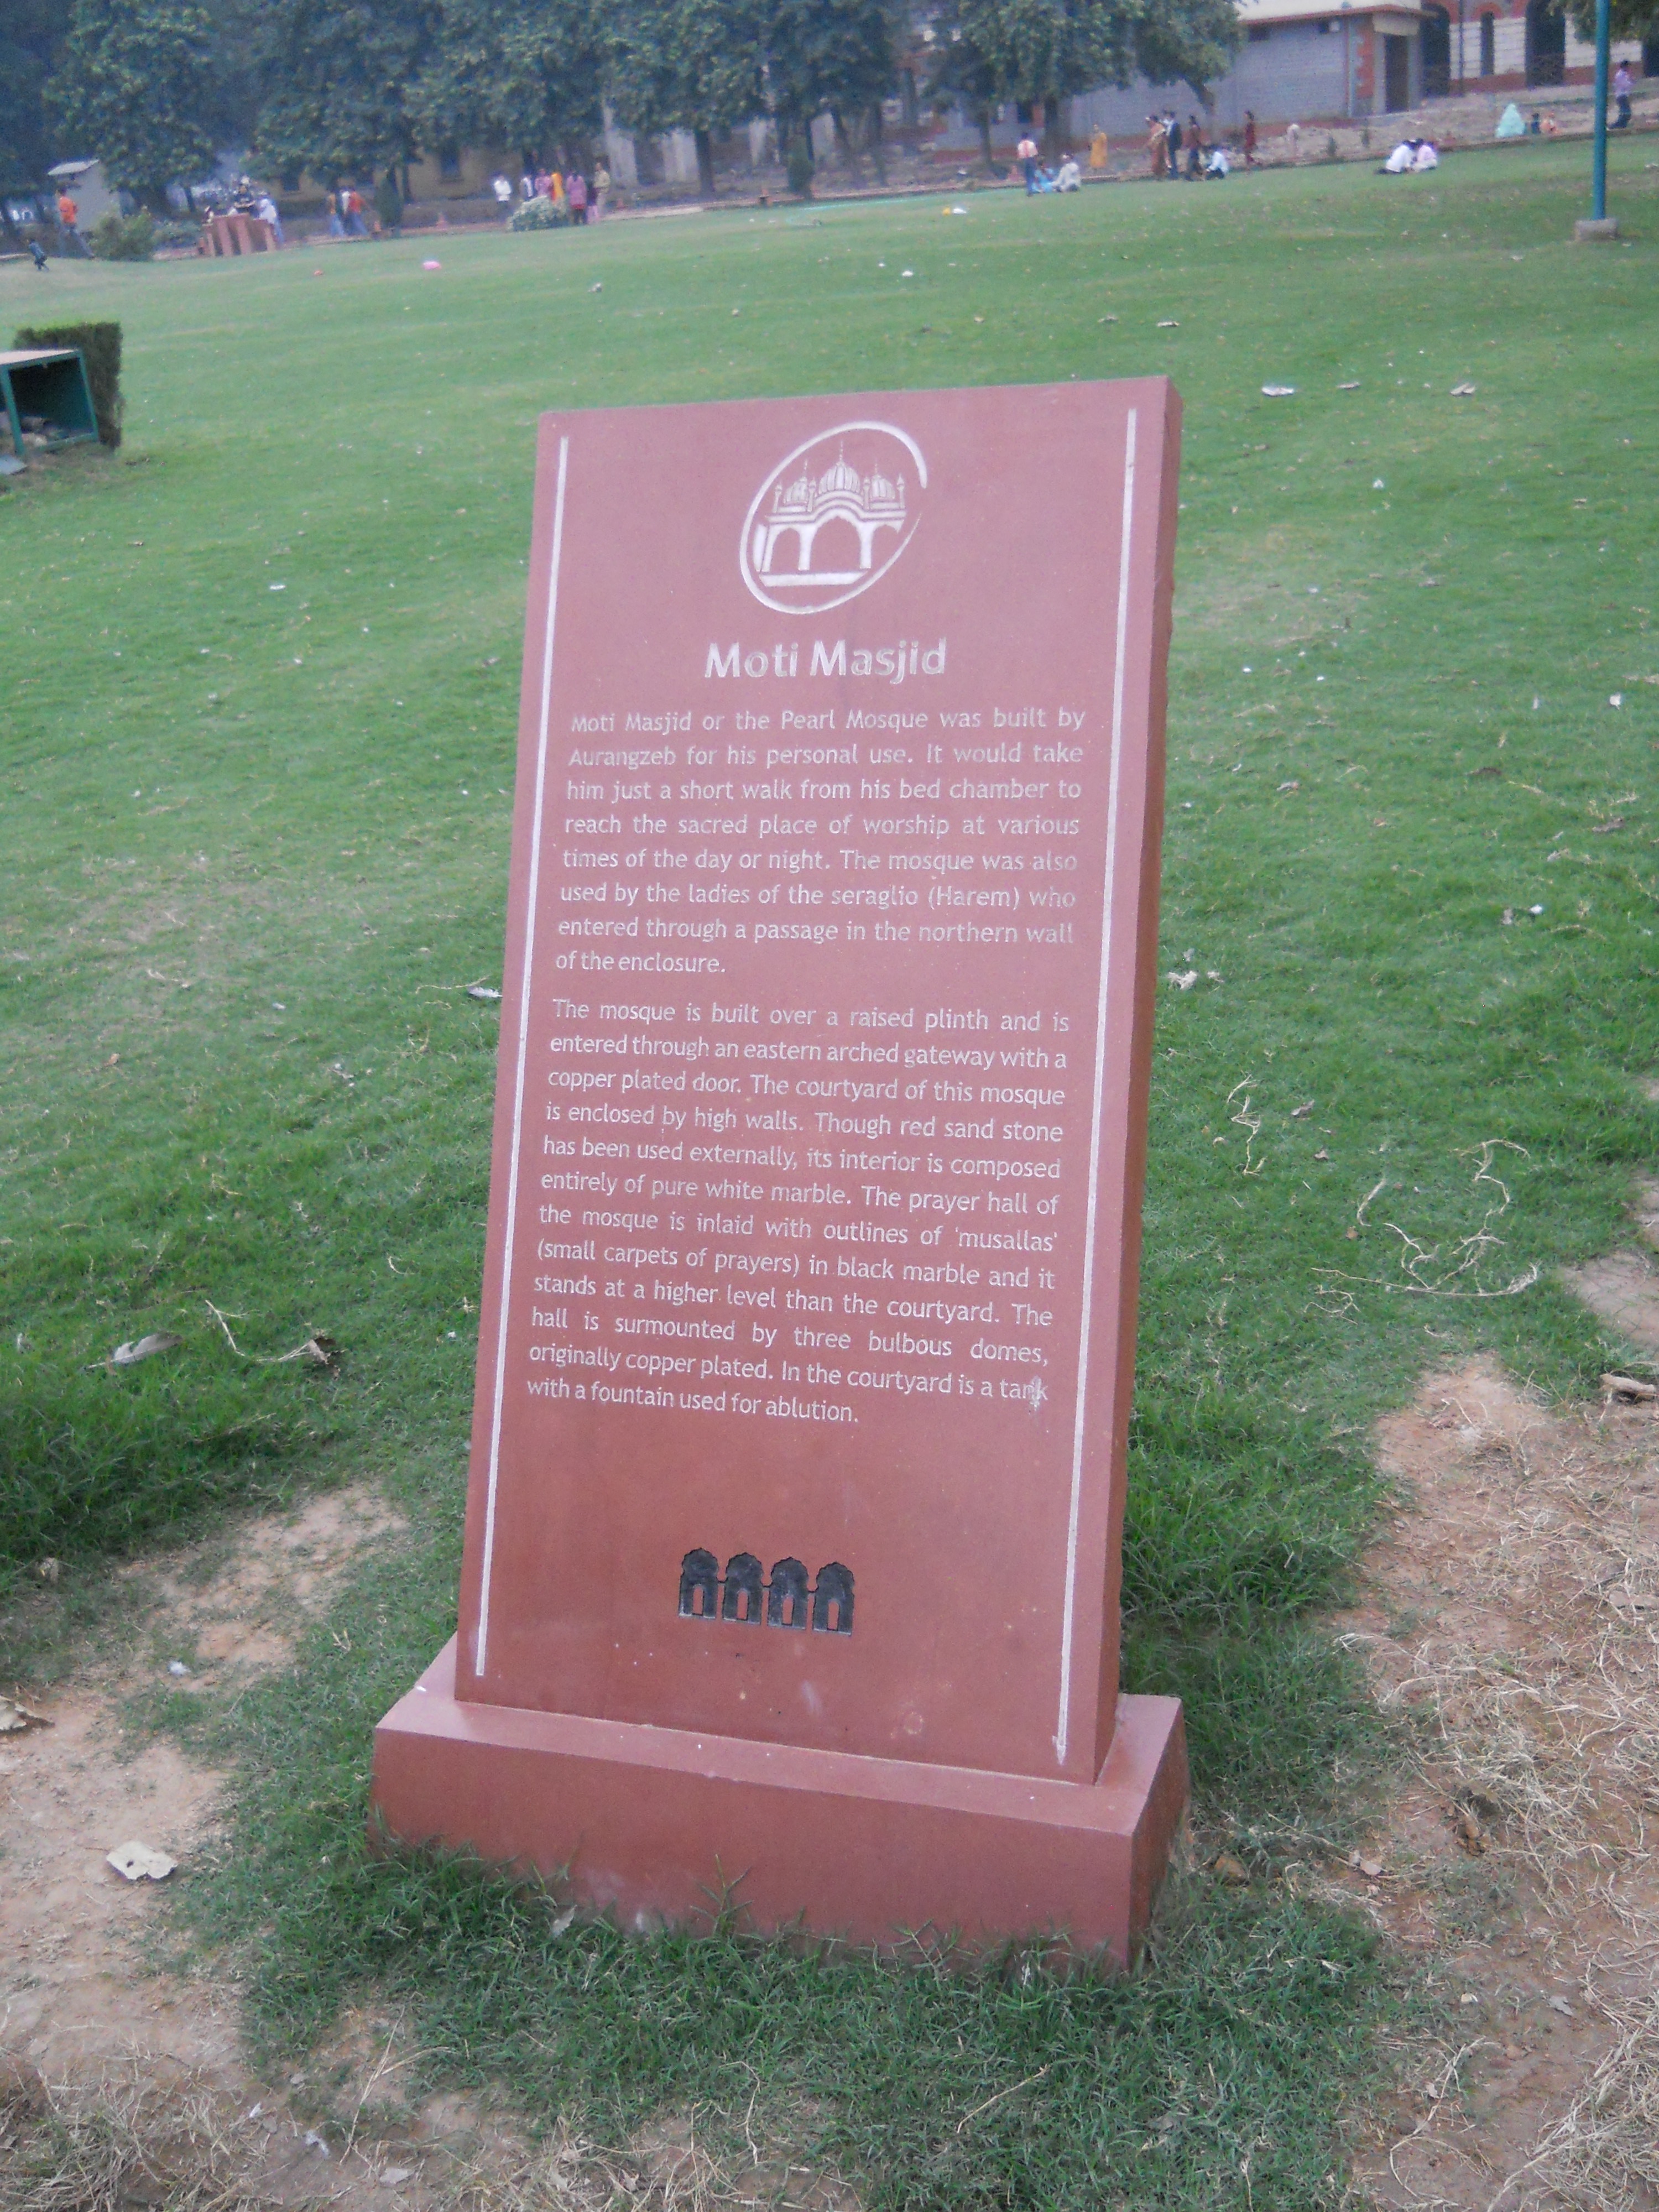 Moti Masjid
Moti Masjid or the Pearl Mosque was built by
Aurangzeb for his personal use. It would take
him just a short walk from his bed chamber to
reach the sacred place of worship at various
times of the day or night. The mosque was also
used by the ladies of the seraglio (Harem) who
entered through a passage in the northern wall
of the enclosure.
The mosque is built over a raised plinth and is
entered through an eastern arched gateway with a
copper plated door. The courtyard of this mosque
is enclosed by high walls. Though red sand stone
has been used externally, its interior is composed
entirely of pure white marble. The prayer hall of
the mosque is inlaid with outlines of 'musallas'
(small carpets of prayers) in black marble and it
stands at a higher level than the courtyard. The
hall is surmounted by three bulbous domes,
originally copper plated. In the courtyard is a tank
with a fountain used for ablution.